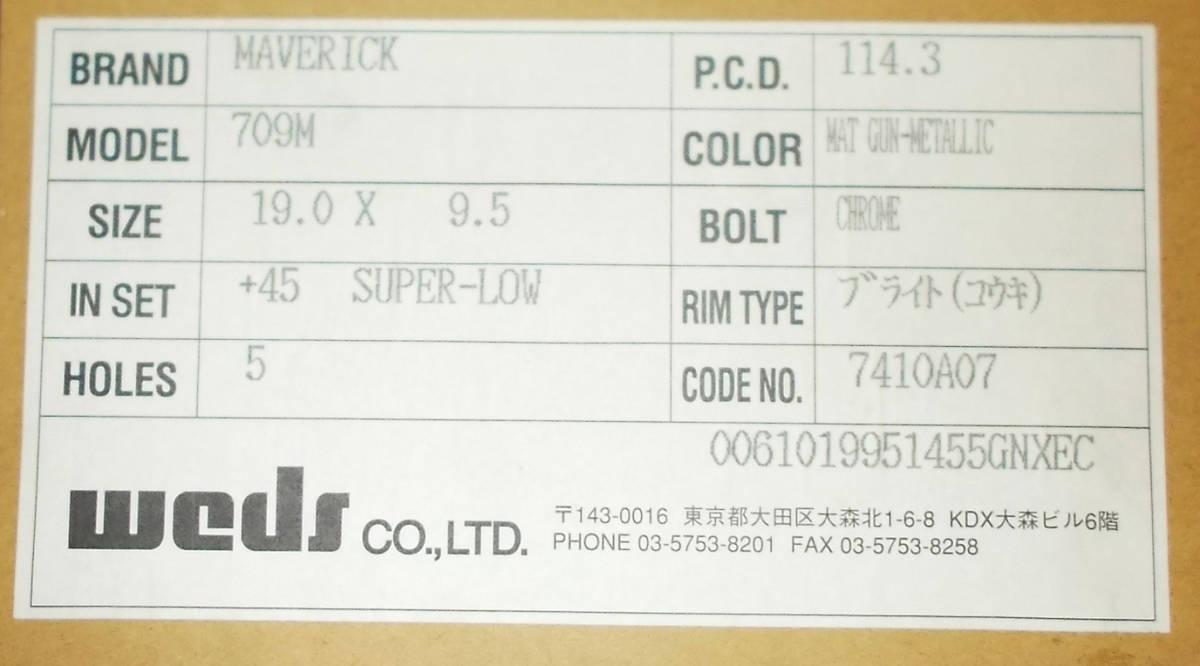 BRAND MAVERICK P.C.D. 114.3
MODEL 709M COLOR MAT GUN-METALLIC
SIZE 19.0 X 9.5 BOLT CHROME
IN SET +45 SUPER-LOW RIM TYPE ブライト(コウキ)
HOLES 5 CODE NO. 7410A07
0061019951455GNXEC
weds CO.,LTD. 〒143-0016 東京都大田区大森北1-6-8 KDX大森ビル6階
PHONE 03-5753-8201 FAX 03-5753-8258